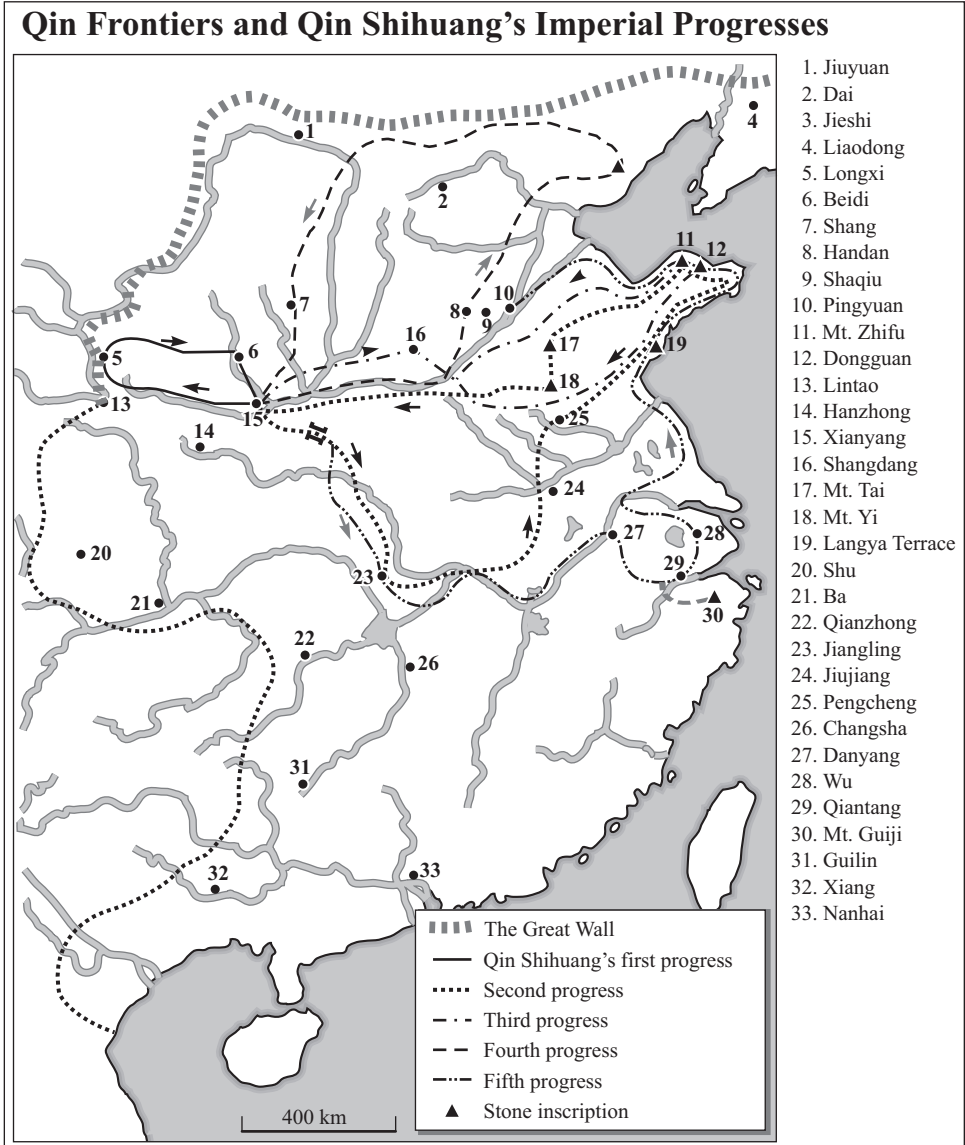 Qin Frontiers and Qin Shihuang's Imperial Progresses
1. Jiuyuan
2. Dai
3. Jieshi
4. Liaodong
5. Longxi
6. Beidi
7. Shang
8. Handan
9. Shaqiu
10. Pingyuan
11. Mt. Zhifu
12. Dongguan
13. Lintao
14. Hanzhong
15. Xianyang
16. Shangdang
17. Mt. Tai
18. Mt. Yi
19. Langya Terrace
20. Shu
21. Ba
22. Qianzhong
23. Jiangling
24. Jiujiang
25. Pengcheng
26. Changsha
27. Danyang
28. Wu
29. Qiantang
30. Mt. Guiji
31. Guilin
32. Xiang
33. Nanhai
1
4
2
11
12
7
10
8
9
16
5
6
17
19
18
13
15
25
14
24
20
27
28
23
29
21
30
22
26
31
32
33
The Great Wall
Qin Shihuang's first progress
Second progress
Third progress
Fourth progress
Fifth progress
Stone inscription
400 km